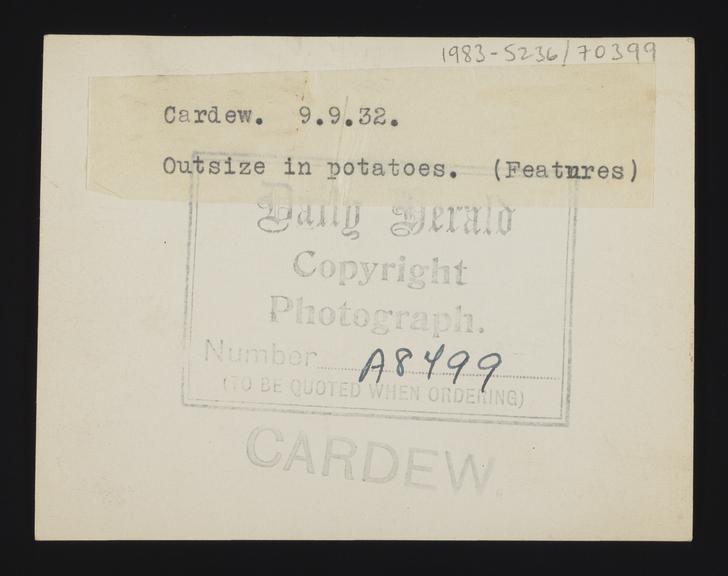 1983-5236/70399
Cardew. 9.9.32.
Outsize in potatoes. (Features)
Daily Herald
Copyright
Photograph.
Number A8499
(TO BE QUOTED WHEN ORDERING)
CARDEW.